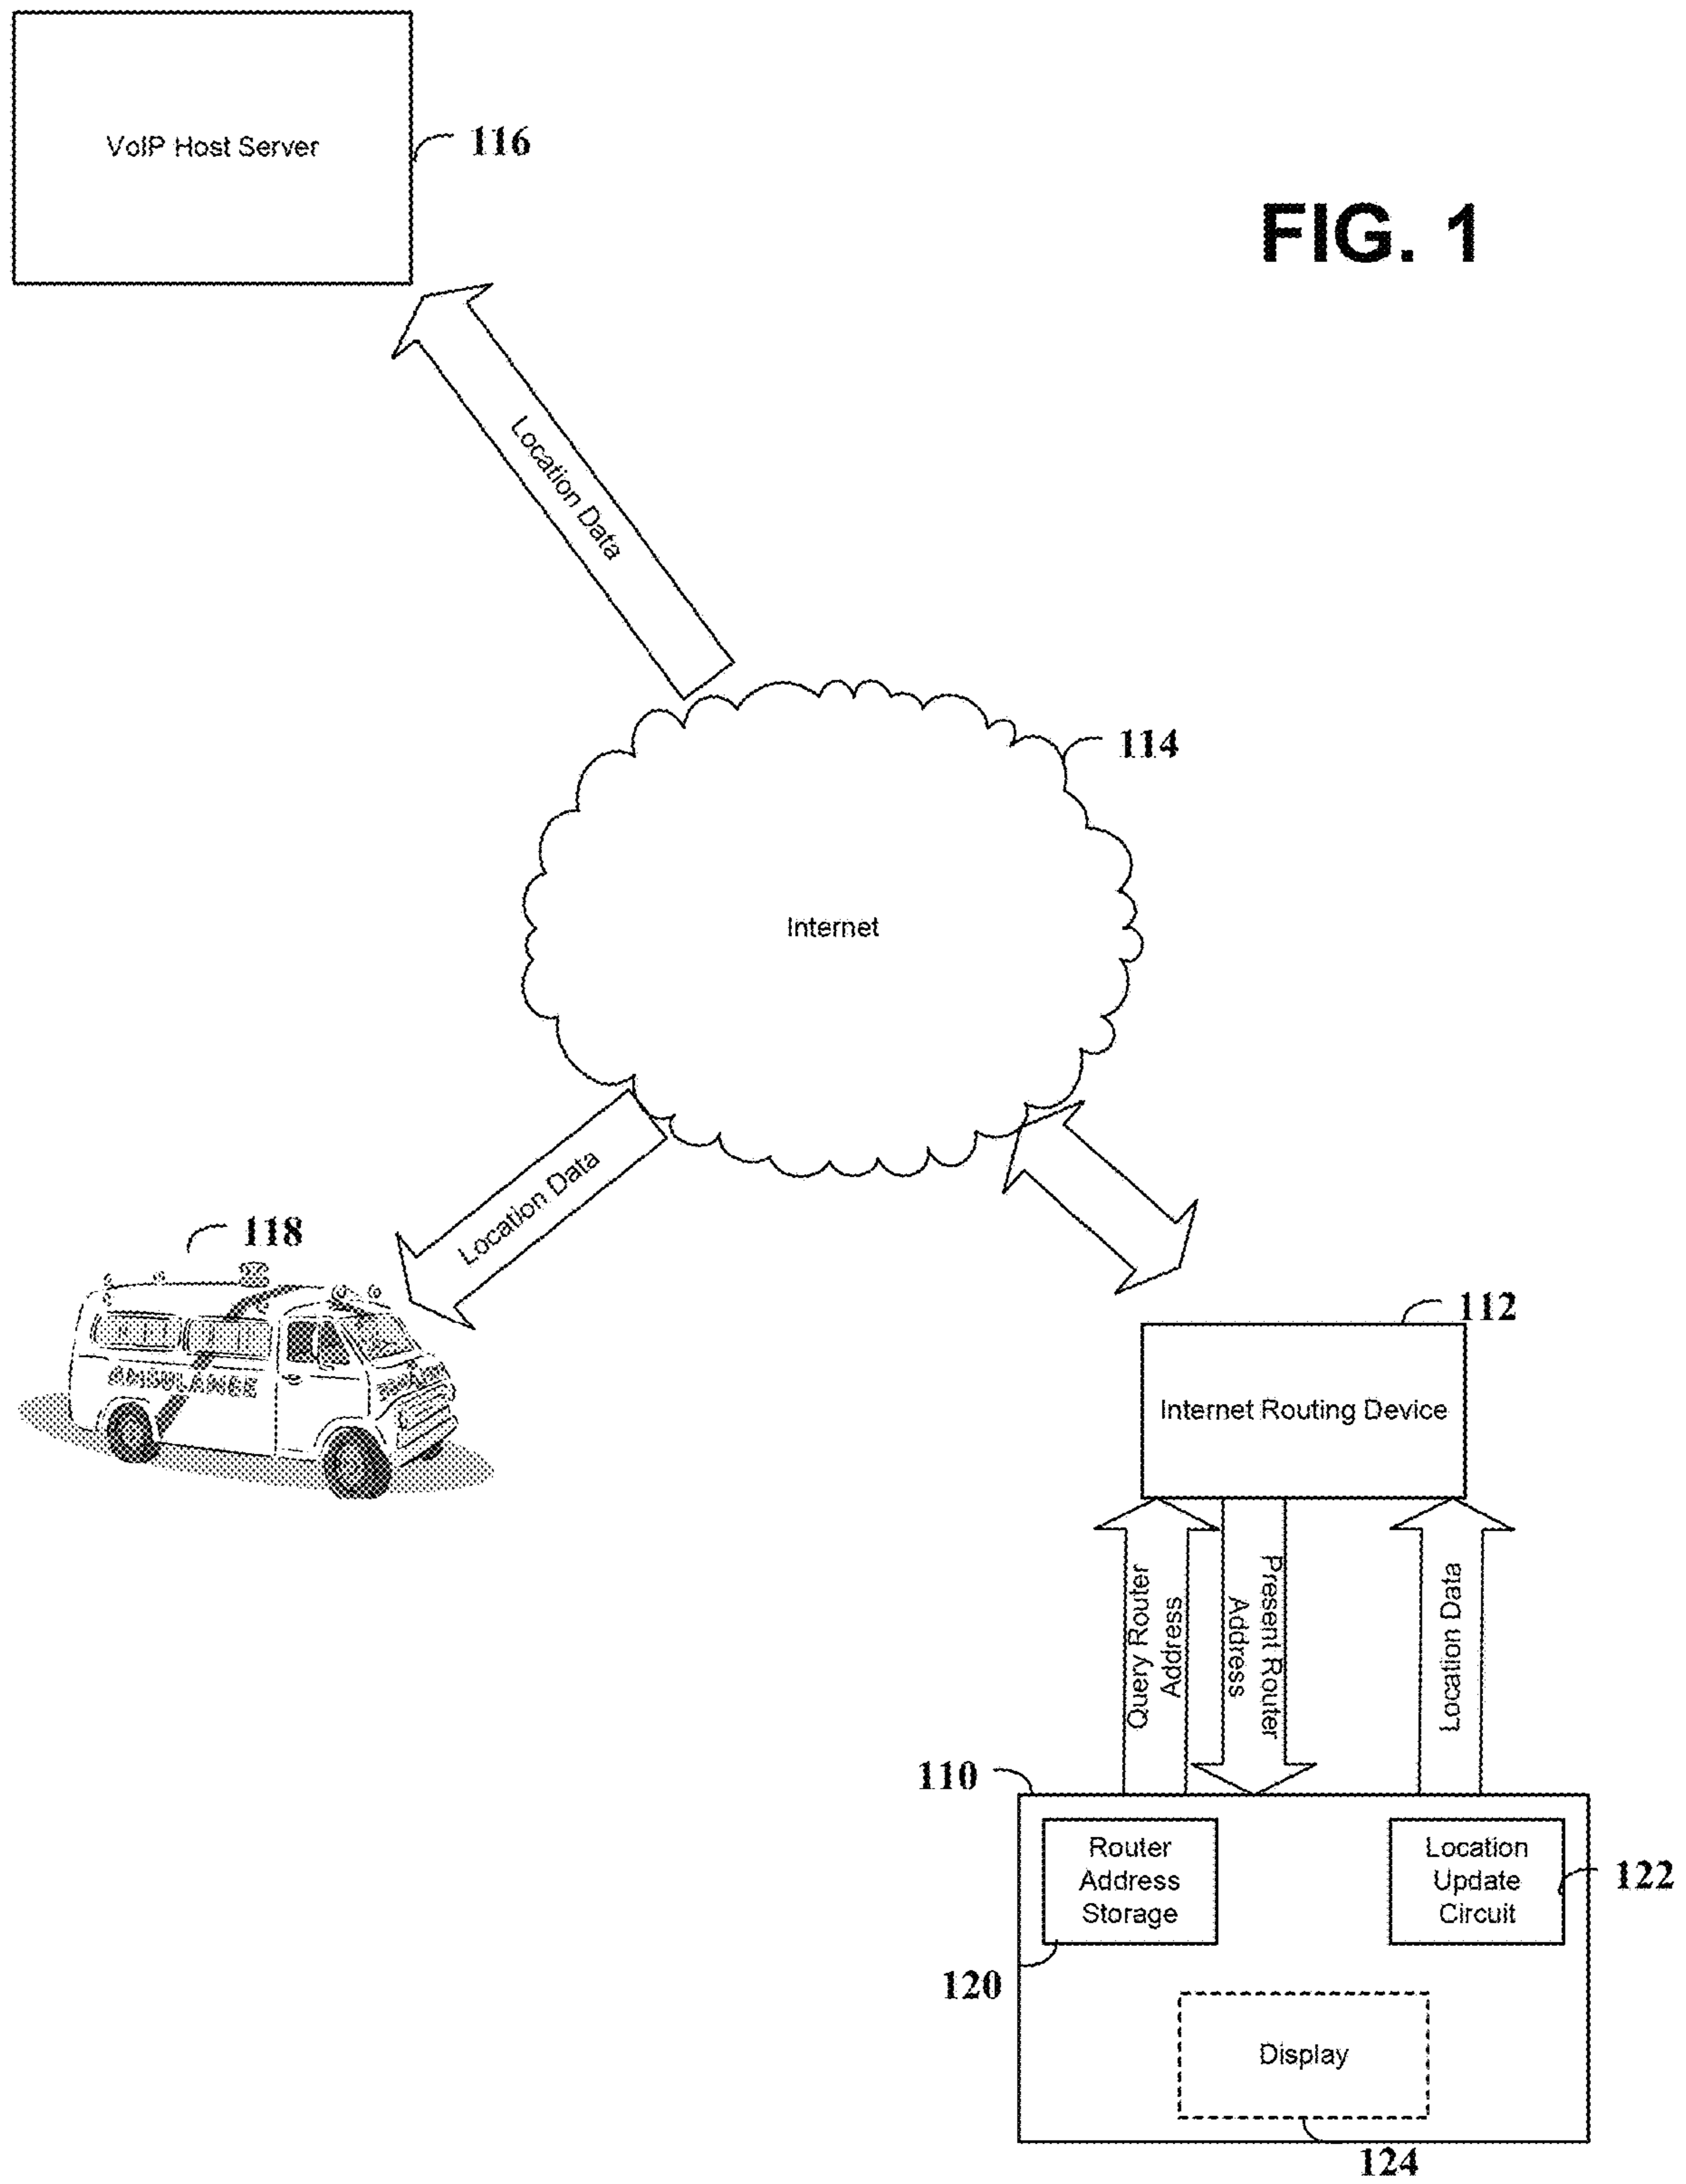 VoIP Host Server
116
FIG. 1
Location Data
114
Internet
Location Data
118
AMBULANCE
112
Internet Routing Device
Query Router
Address
Present Router
Address
Location Data
110
Router
Address
Storage
Location
Update
Circuit
122
120
Display
124